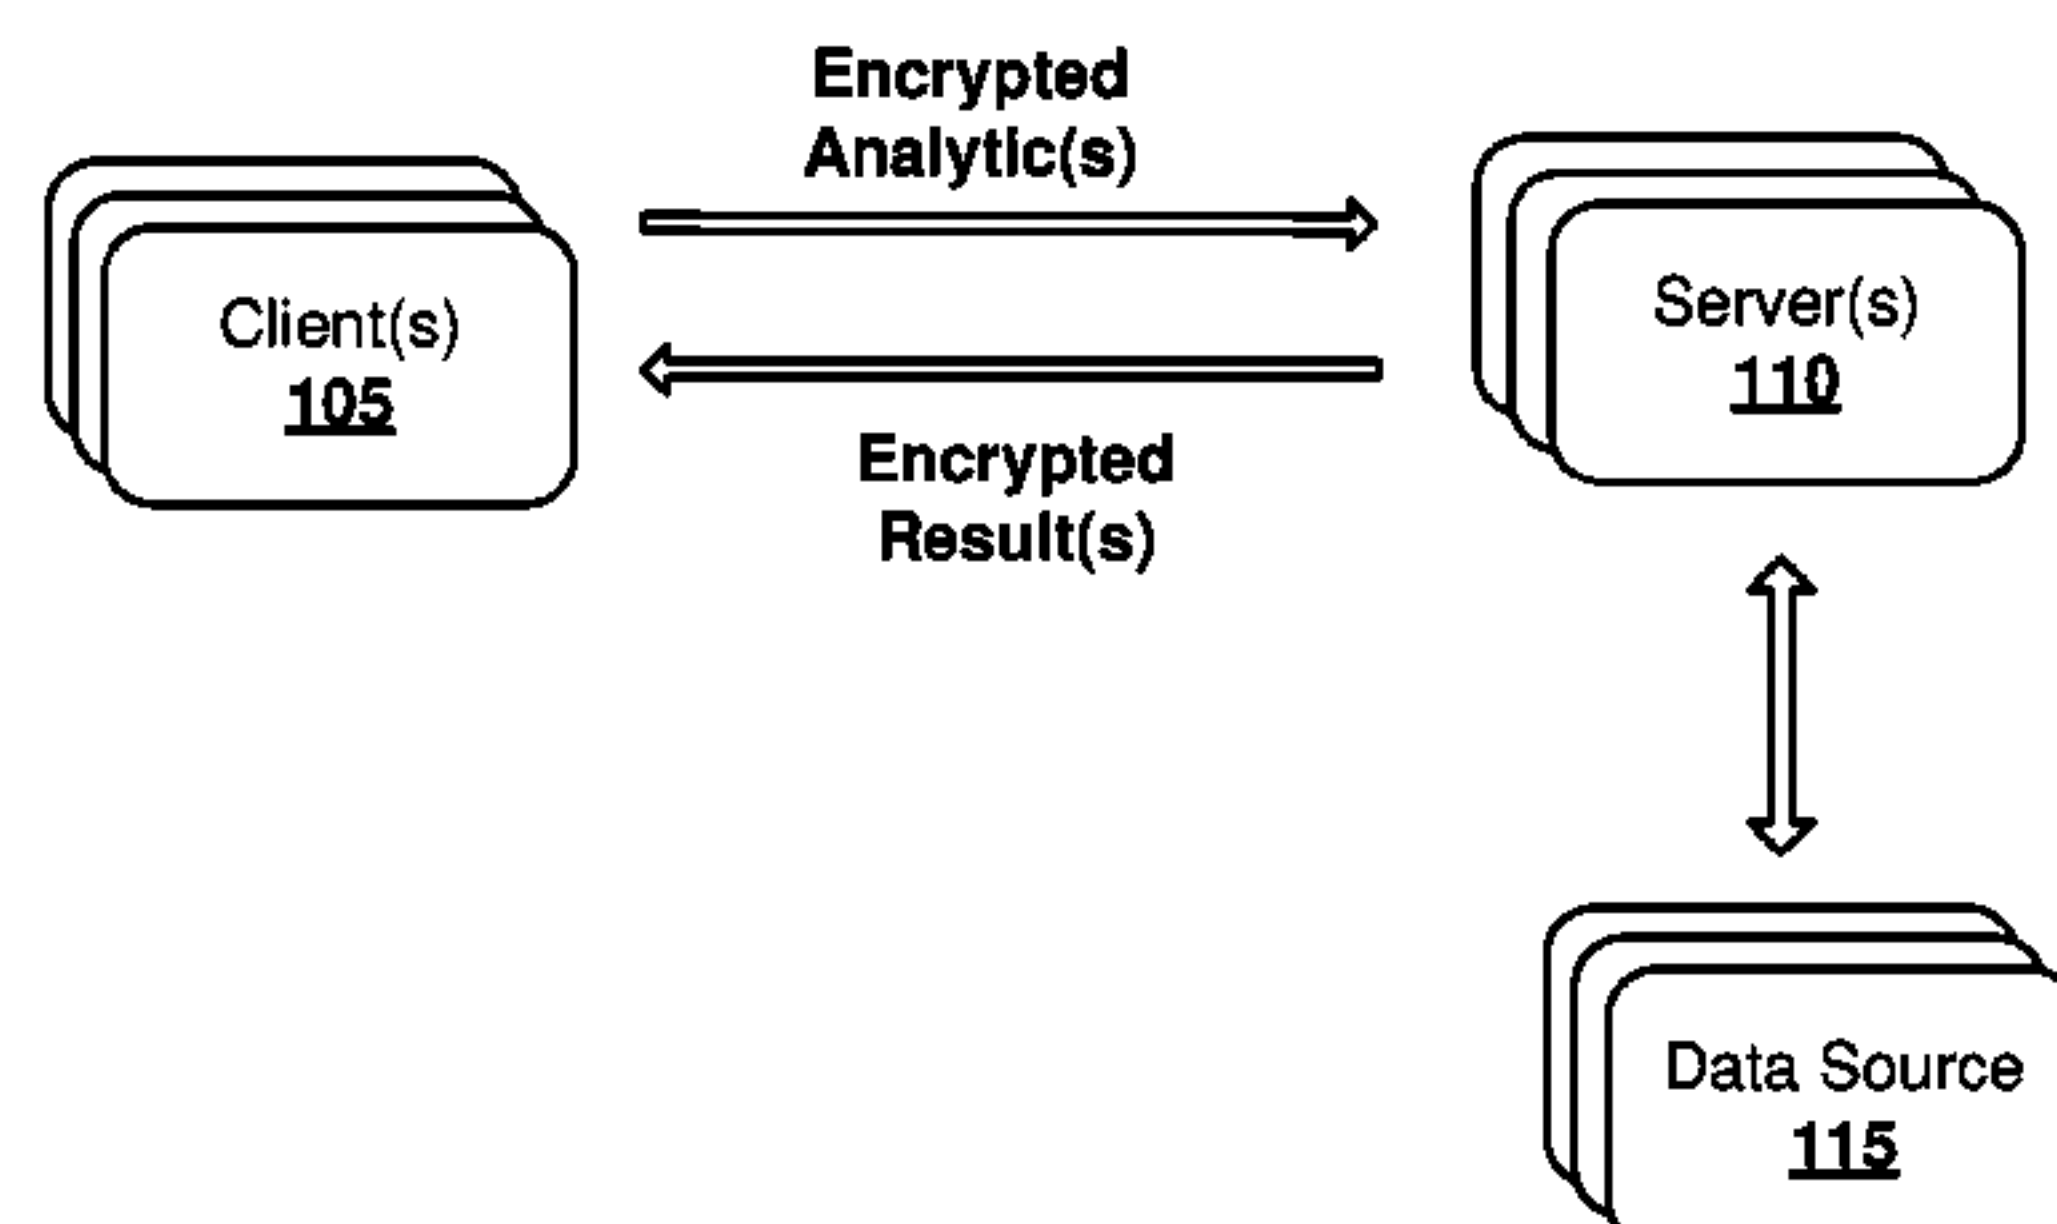 Encrypted
Analytic(s)
Client(s)
105
Server(s)
110
Encrypted
Result(s)
Data Source
115